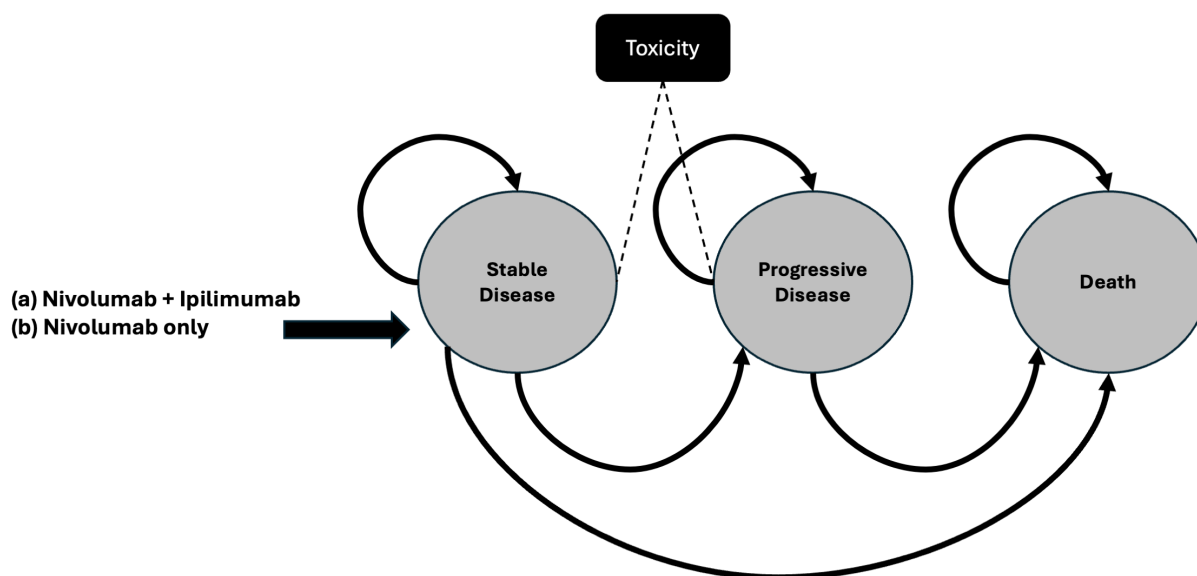 Toxicity
Stable
Disease
Progressive
Disease
Death
(a) Nivolumab + Ipilimumab
(b) Nivolumab only